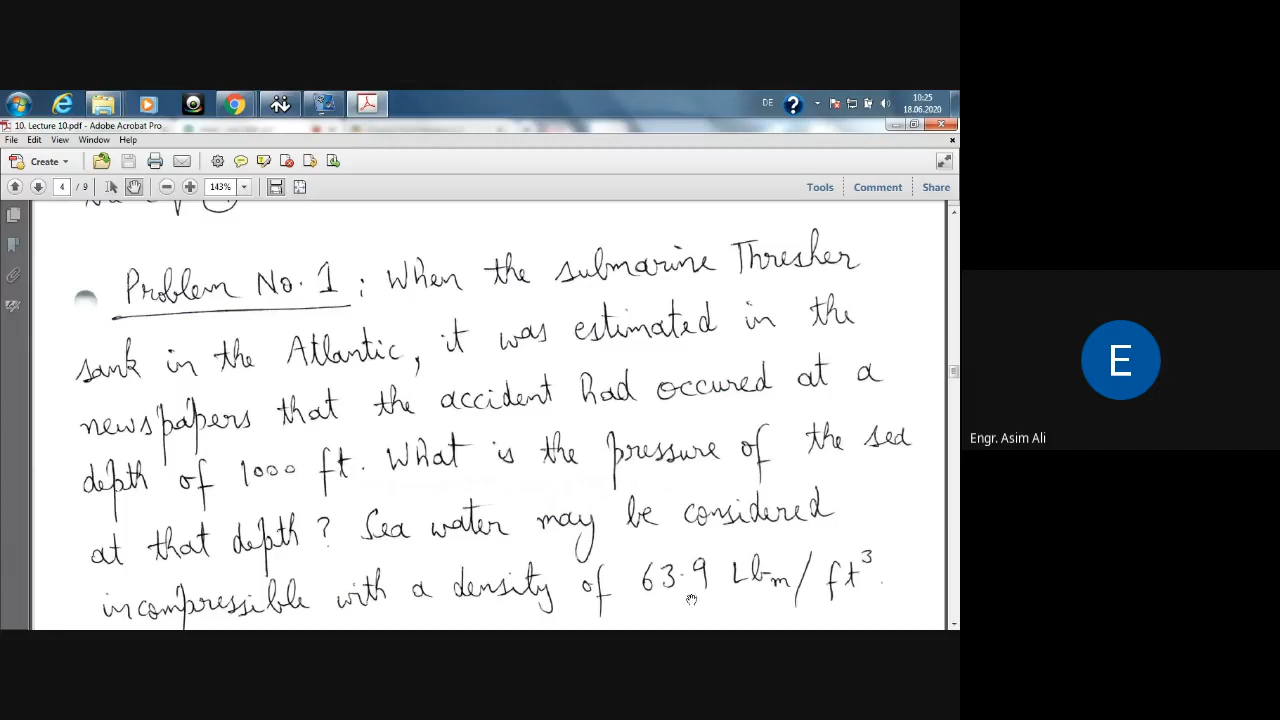 DE
10:25
18.06.2020
10. Lecture 10.pdf - Adobe Acrobat Pro
File Edit View Window Help
Create
4 / 9 143% Tools Comment Share
Problem No. 1 : When the submarine Thresher
sank in the Atlantic, it was estimated in the
newspapers that the accident had occured at a
depth of 1000 ft. What is the pressure of the sea
at that depth? Sea water may be considered
incompressible with a density of 63.9 Lbm/ft³.
E
Engr. Asim Ali